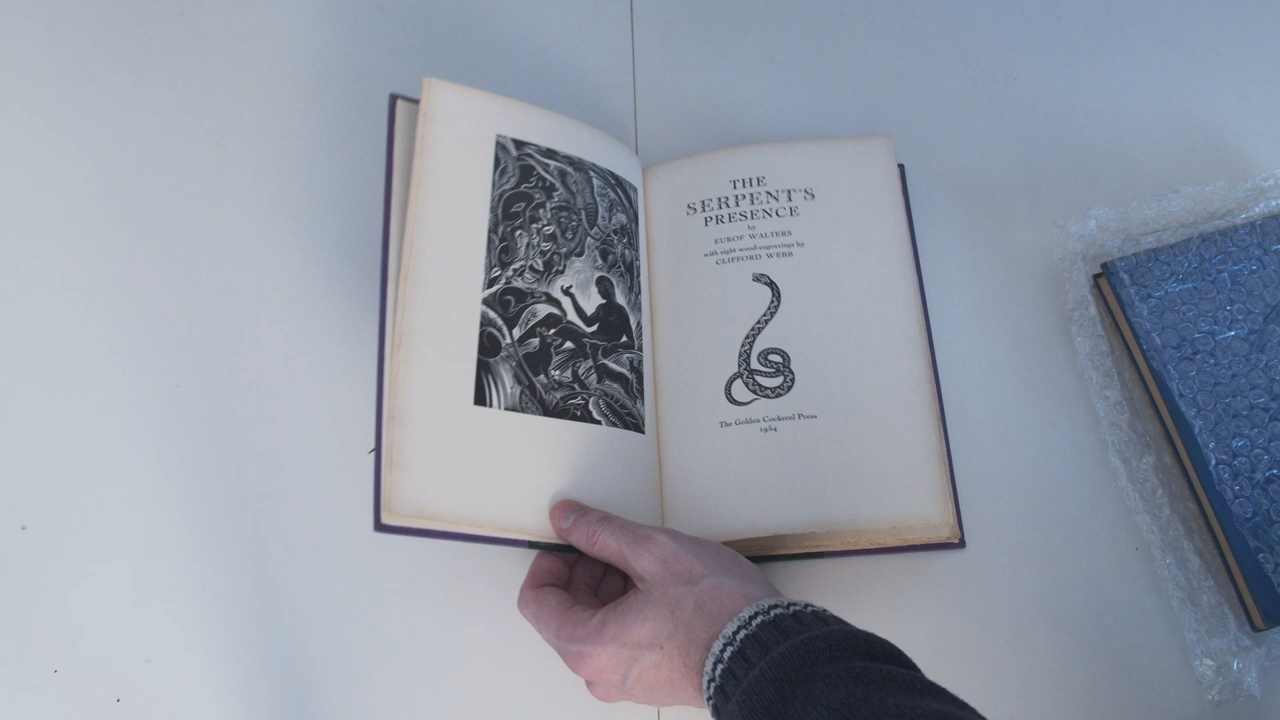 THE
SERPENT'S
PRESENCE
by
EUROF WALTERS
with eight wood-engravings by
CLIFFORD WEBB
The Golden Cockerel Press
1954